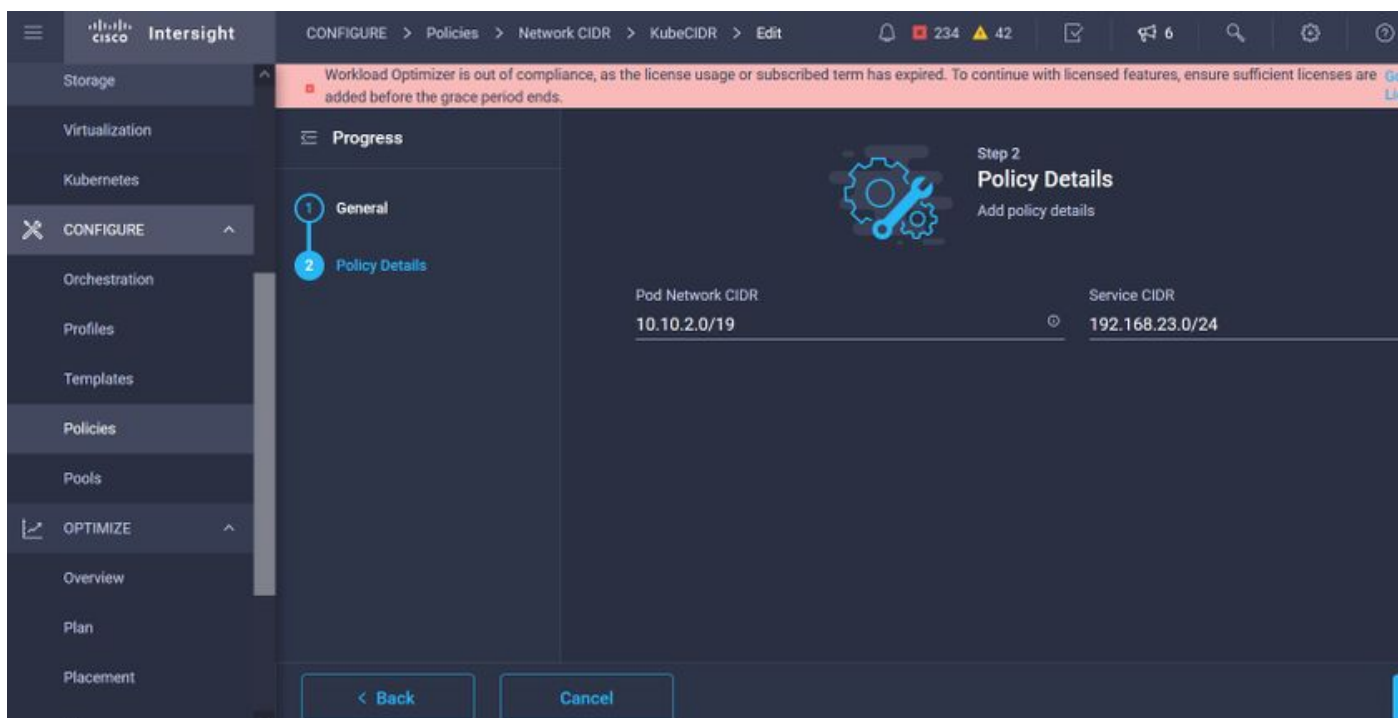 cisco Intersight
CONFIGURE > Policies > Network CIDR > KubeCIDR > Edit
234 42 6
Storage
Virtualization
Kubernetes
CONFIGURE
Orchestration
Profiles
Templates
Policies
Pools
OPTIMIZE
Overview
Plan
Placement
Workload Optimizer is out of compliance, as the license usage or subscribed term has expired. To continue with licensed features, ensure sufficient licenses are
added before the grace period ends.
Progress
1 General
2 Policy Details
Step 2
Policy Details
Add policy details
Pod Network CIDR
10.10.2.0/19
Service CIDR
192.168.23.0/24
< Back
Cancel